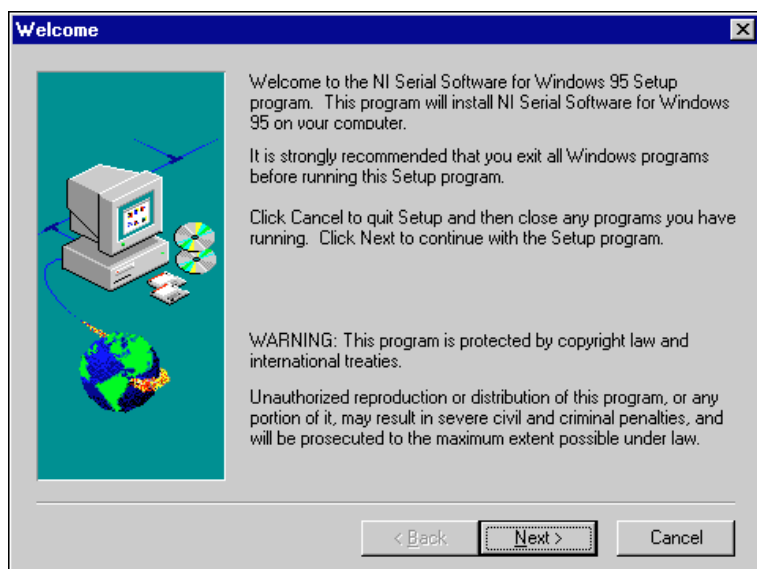 Welcome
Welcome to the NI Serial Software for Windows 95 Setup
program. This program will install NI Serial Software for Windows
95 on your computer.
It is strongly recommended that you exit all Windows programs
before running this Setup program.
Click Cancel to quit Setup and then close any programs you have
running. Click Next to continue with the Setup program.
WARNING: This program is protected by copyright law and
international treaties.
Unauthorized reproduction or distribution of this program, or any
portion of it, may result in severe civil and criminal penalties, and
will be prosecuted to the maximum extent possible under law.
< Back Next > Cancel